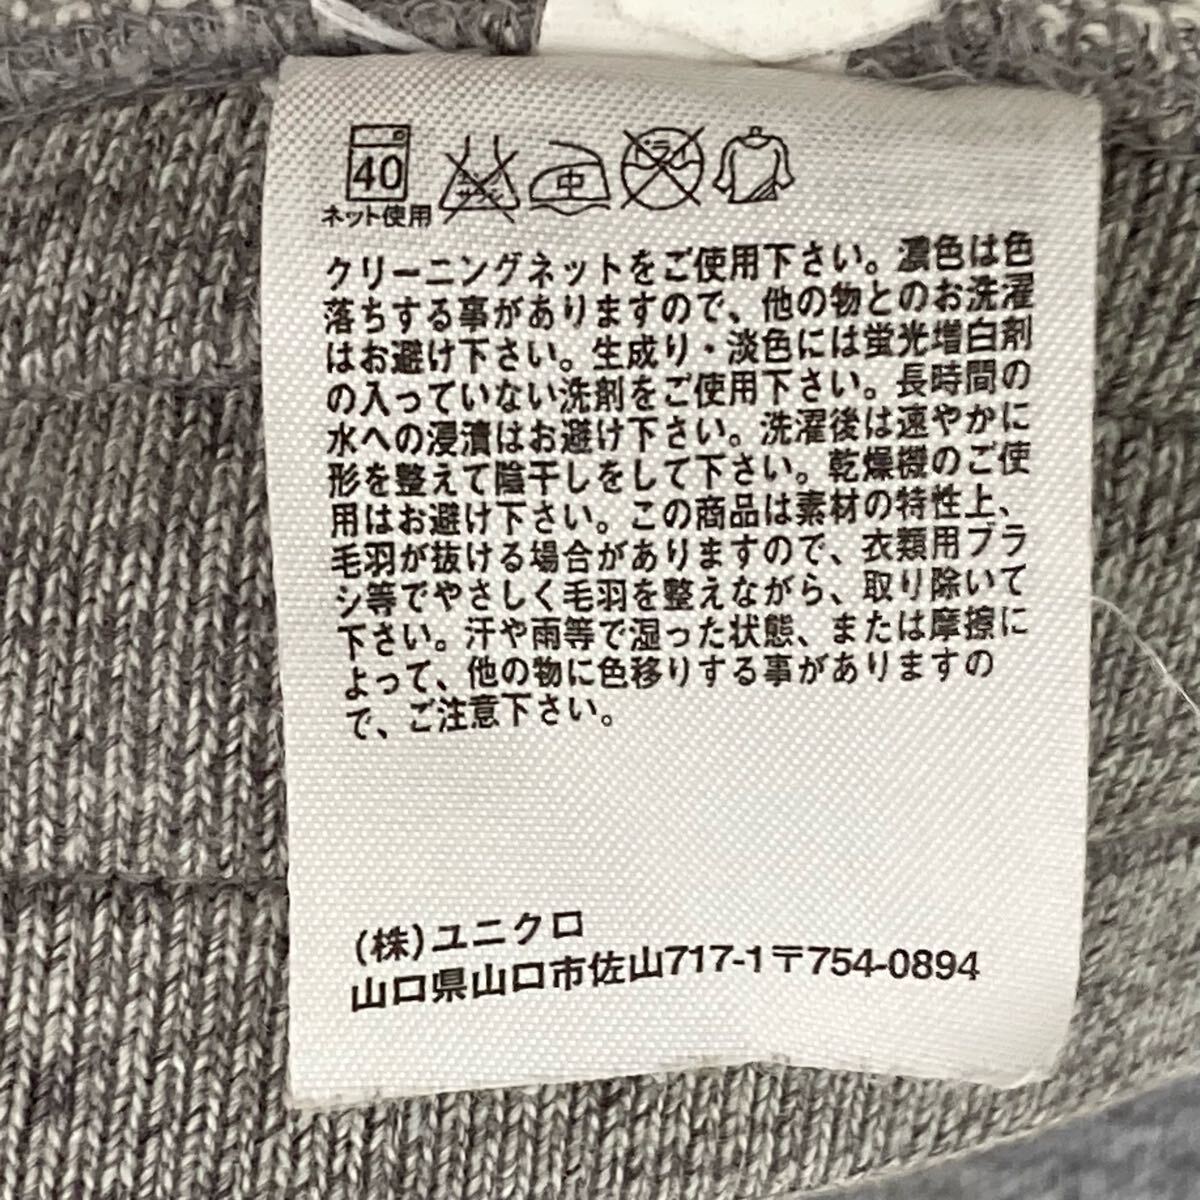 40
ネット使用
エンソ
サラシ
中
ドライ
クリーニングネットをご使用下さい。濃色は色
落ちする事がありますので、他の物とのお洗濯
はお避け下さい。生成り・淡色には蛍光増白剤
の入っていない洗剤をご使用下さい。長時間の
水への浸漬はお避け下さい。洗濯後は速やかに
形を整えて陰干しをして下さい。乾燥機のご使
用はお避け下さい。この商品は素材の特性上、
毛羽が抜ける場合がありますので、衣類用ブラ
シ等でやさしく毛羽を整えながら、取り除いて
下さい。汗や雨等で湿った状態、または摩擦に
よって、他の物に色移りする事がありますの
で、ご注意下さい。
(株)ユニクロ
山口県山口市佐山717-1〒754-0894